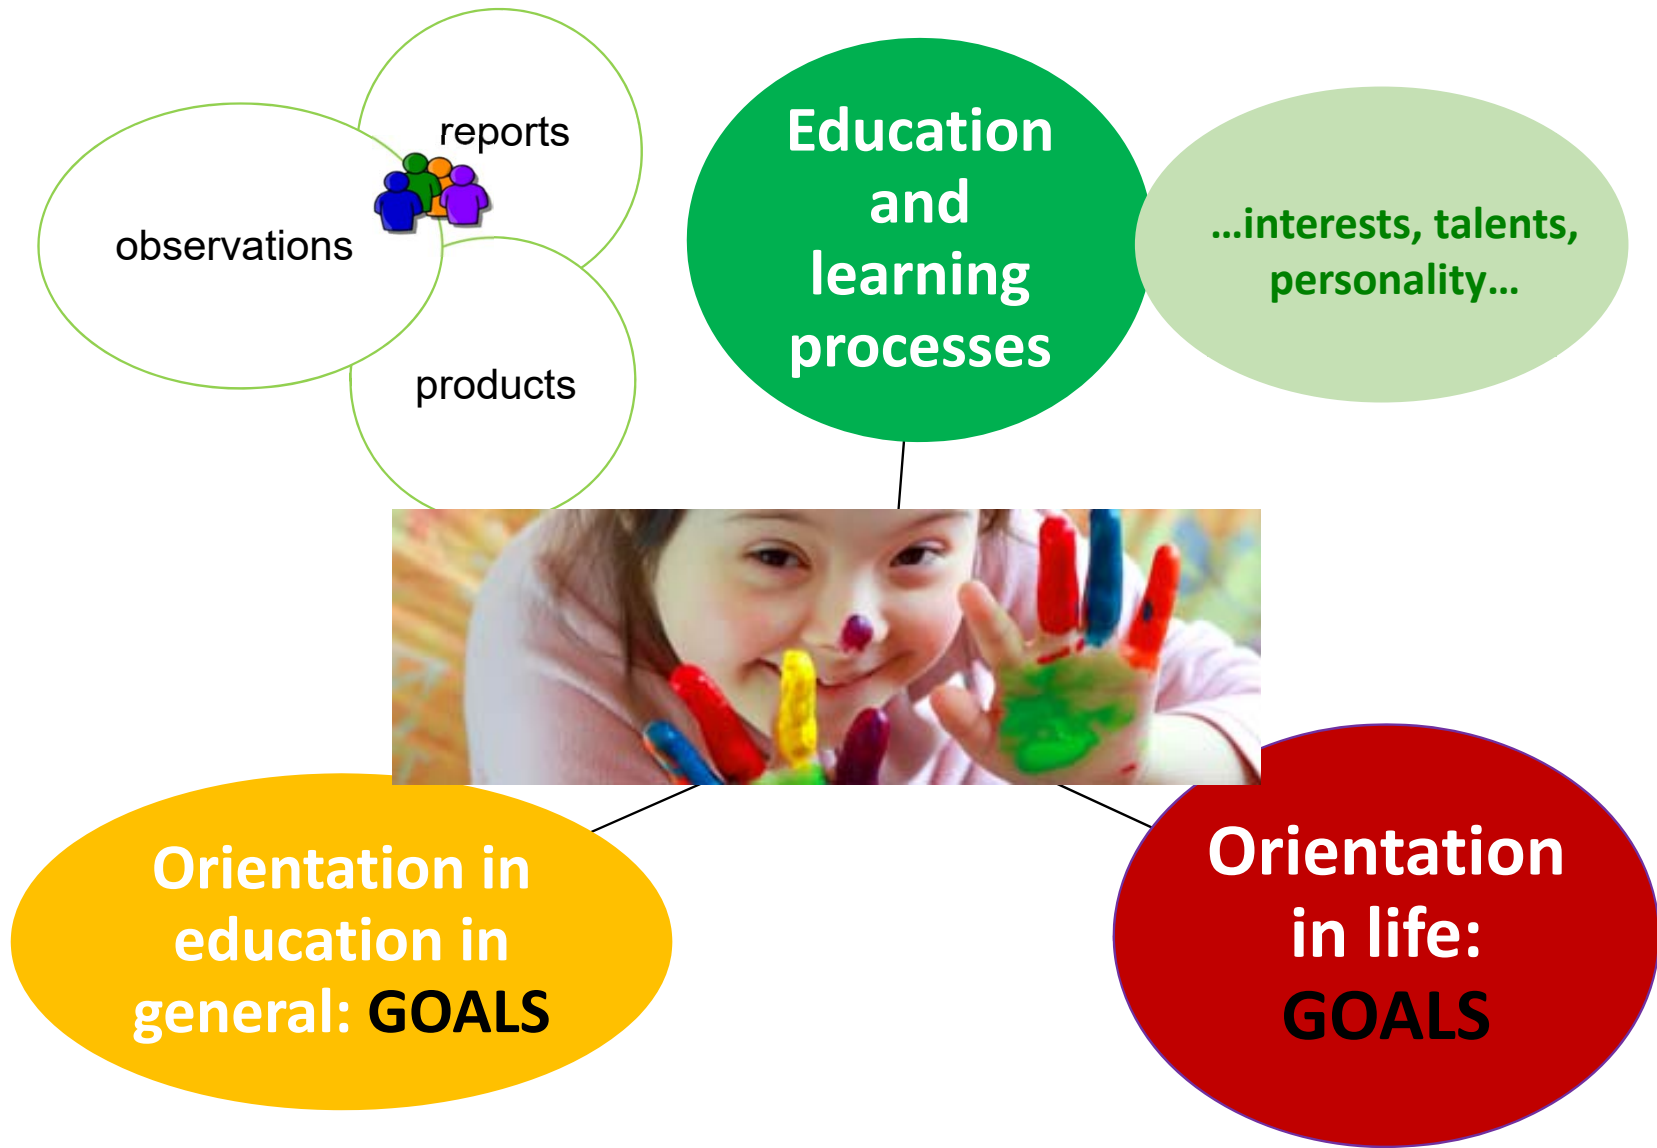 reports
observations
products
Education
and
learning
processes
...interests, talents,
personality...
Orientation in
education in
general: GOALS
Orientation
in life:
GOALS